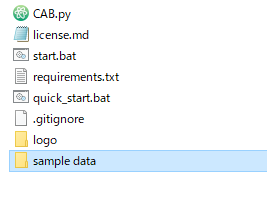 CAB.py
license.md
start.bat
requirements.txt
quick_start.bat
.gitignore
logo
sample data